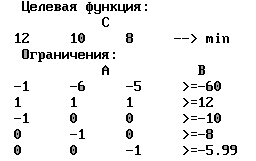 Целевая функция:
C
12 10 8 --> min
Ограничения:
A B
-1 -6 -5 >=-60
1 1 1 >=12
-1 0 0 >=-10
0 -1 0 >=-8
0 0 -1 >=-5.99